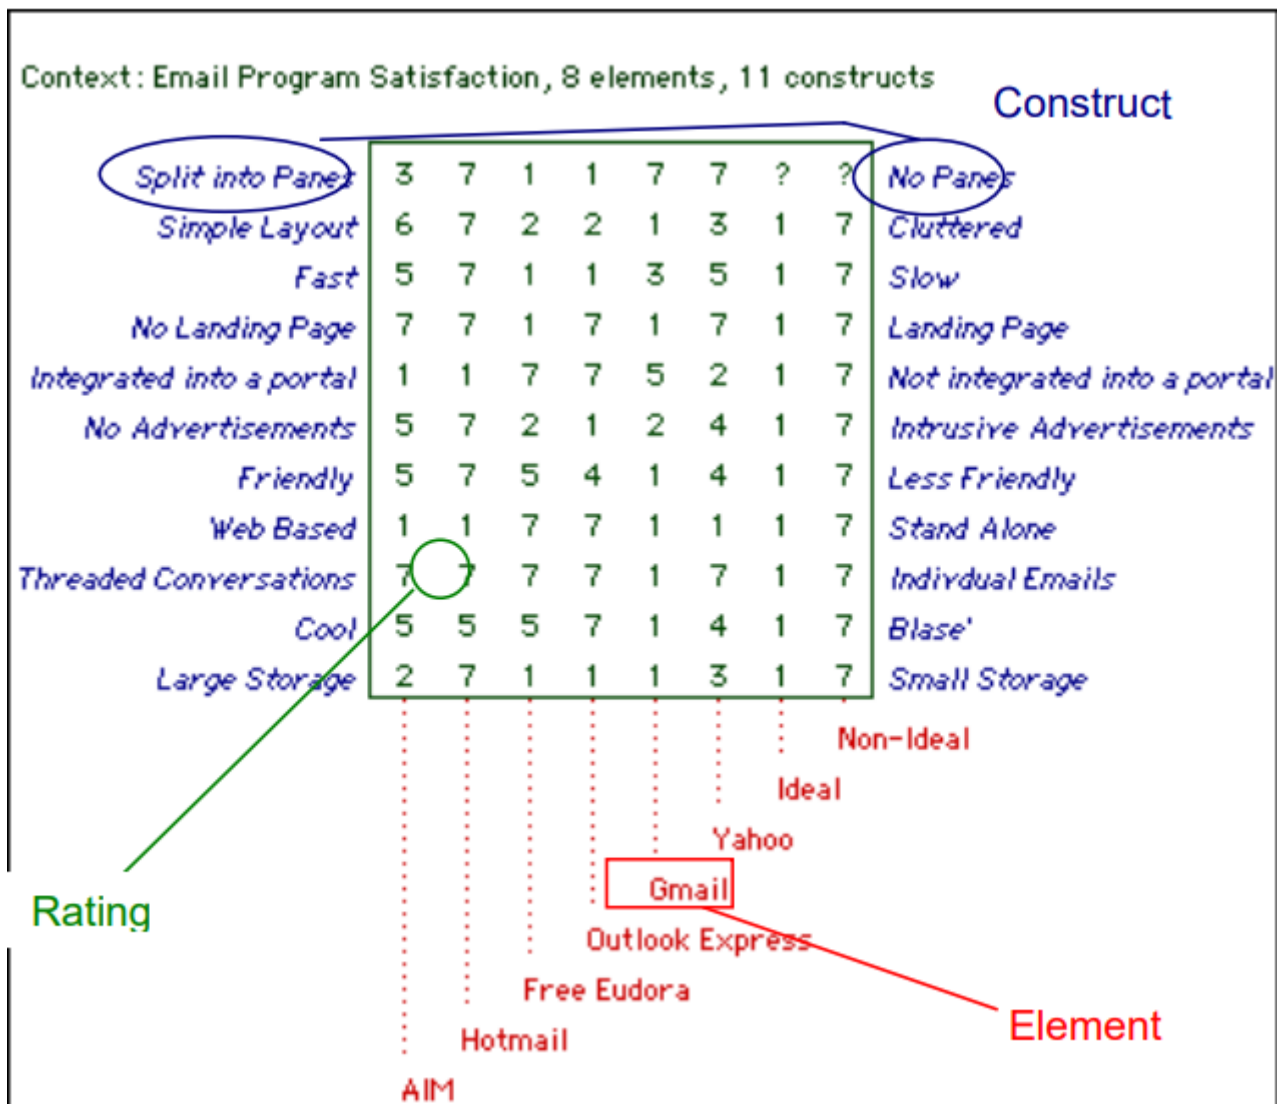 Context: Email Program Satisfaction, 8 elements, 11 constructs
Construct
Split into Panes 3 7 1 1 7 7 ? ? No Panes
Simple Layout 6 7 2 2 1 3 1 7 Cluttered
Fast 5 7 1 1 3 5 1 7 Slow
No Landing Page 7 7 1 7 1 7 1 7 Landing Page
Integrated into a portal 1 1 7 7 5 2 1 7 Not integrated into a portal
No Advertisements 5 7 2 1 2 4 1 7 Intrusive Advertisements
Friendly 5 7 5 4 1 4 1 7 Less Friendly
Web Based 1 1 7 7 1 1 1 7 Stand Alone
Threaded Conversations 7 7 7 7 1 7 1 7 Indivdual Emails
Cool 5 5 5 7 1 4 1 7 Blase'
Large Storage 2 7 1 1 1 3 1 7 Small Storage
Non-Ideal
Ideal
Yahoo
Gmail
Rating
Outlook Express
Free Eudora
Element
Hotmail
AIM